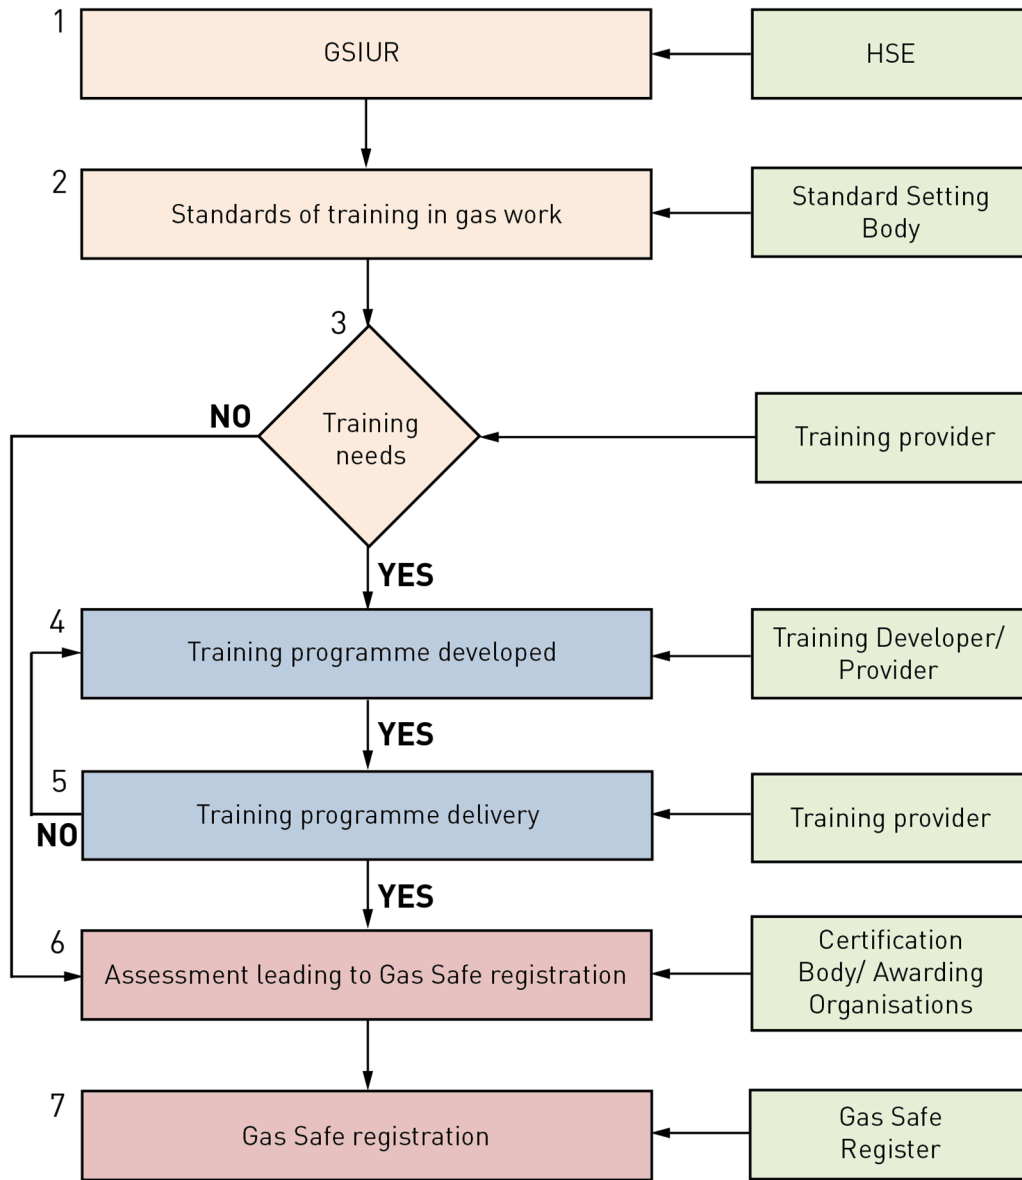 1
GSIUR
HSE
2
Standards of training in gas work
Standard Setting
Body
3
NO
Training
needs
Training provider
YES
4
Training programme developed
Training Developer/
Provider
YES
5
Training programme delivery
NO
Training provider
YES
6
Assessment leading to Gas Safe registration
Certification
Body/ Awarding
Organisations
7
Gas Safe registration
Gas Safe
Register